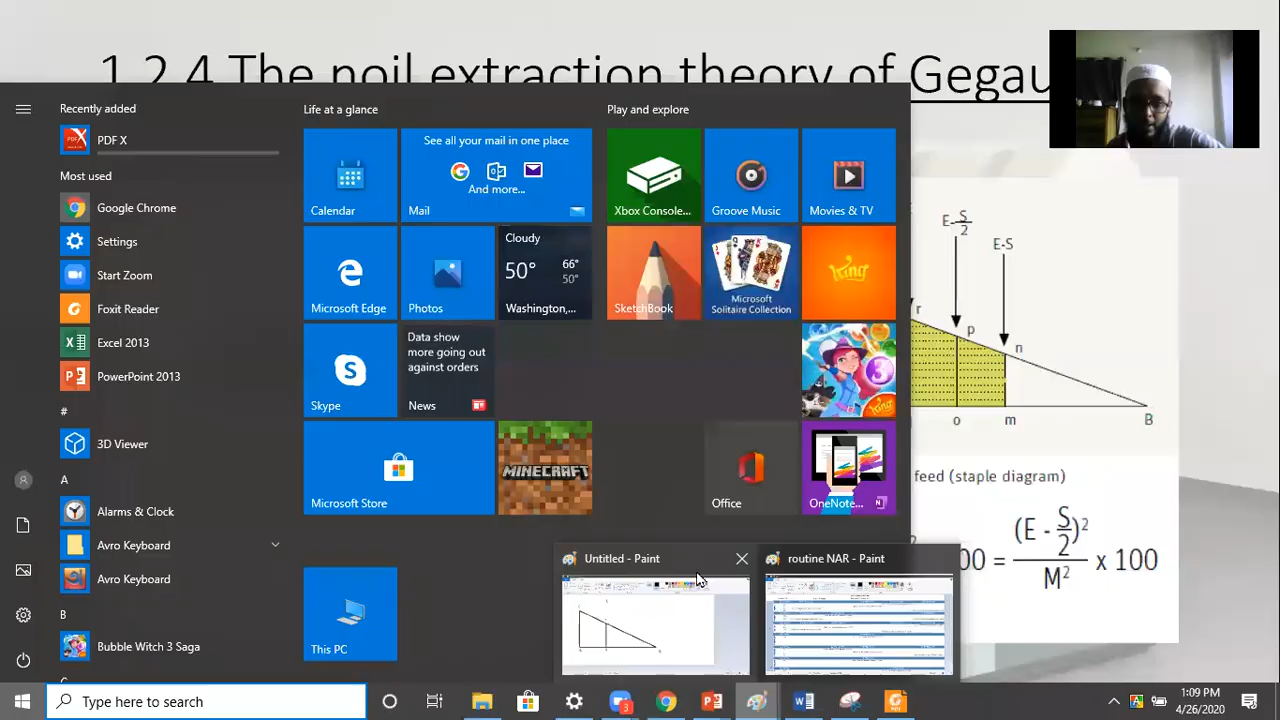 1.2.4 The noil extraction theory of Gegau
Recently added
PDF X
Most used
Google Chrome
Settings
Start Zoom
Foxit Reader
Excel 2013
PowerPoint 2013
#
3D Viewer
A
Alarms & Clock
Avro Keyboard
Avro Keyboard
B
Bubble Witch 3 Saga
Life at a glance
Calendar
See all your mail in one place
And more...
Mail
Microsoft Edge
Photos
Cloudy
50° 66°
50°
Washington,...
Skype
Data show
more going out
against orders
News
Microsoft Store
MINECRAFT
This PC
Play and explore
Xbox Console...
Groove Music
Movies & TV
SketchBook
Microsoft
Solitaire Collection
King
3
King
Office
OneNote...
E-S/2
E-S
r
p
n
o
m
B
feed (staple diagram)
00 = (E - S/2)² / M² x 100
Untitled - Paint
routine NAR - Paint
Type here to search
3
1:09 PM
4/26/2020